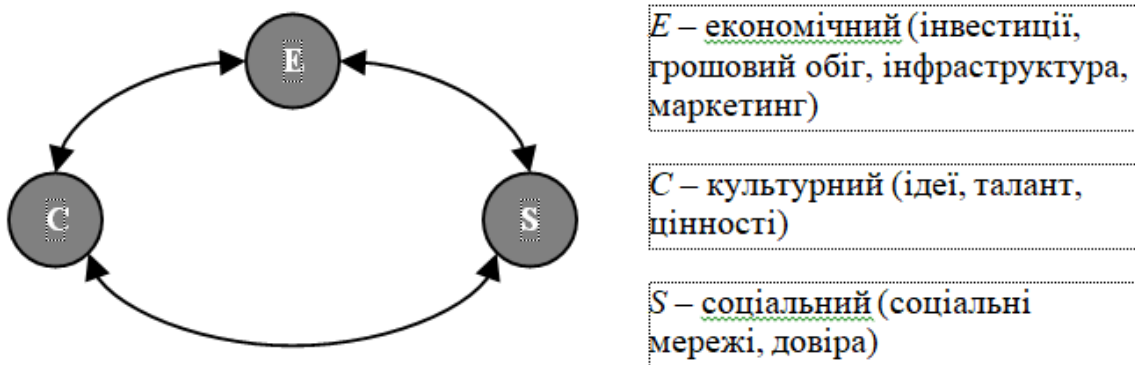 E
C
S
E – економічний (інвестиції,
грошовий обіг, інфраструктура,
маркетинг)
C – культурний (ідеї, талант,
цінності)
S – соціальний (соціальні
мережі, довіра)